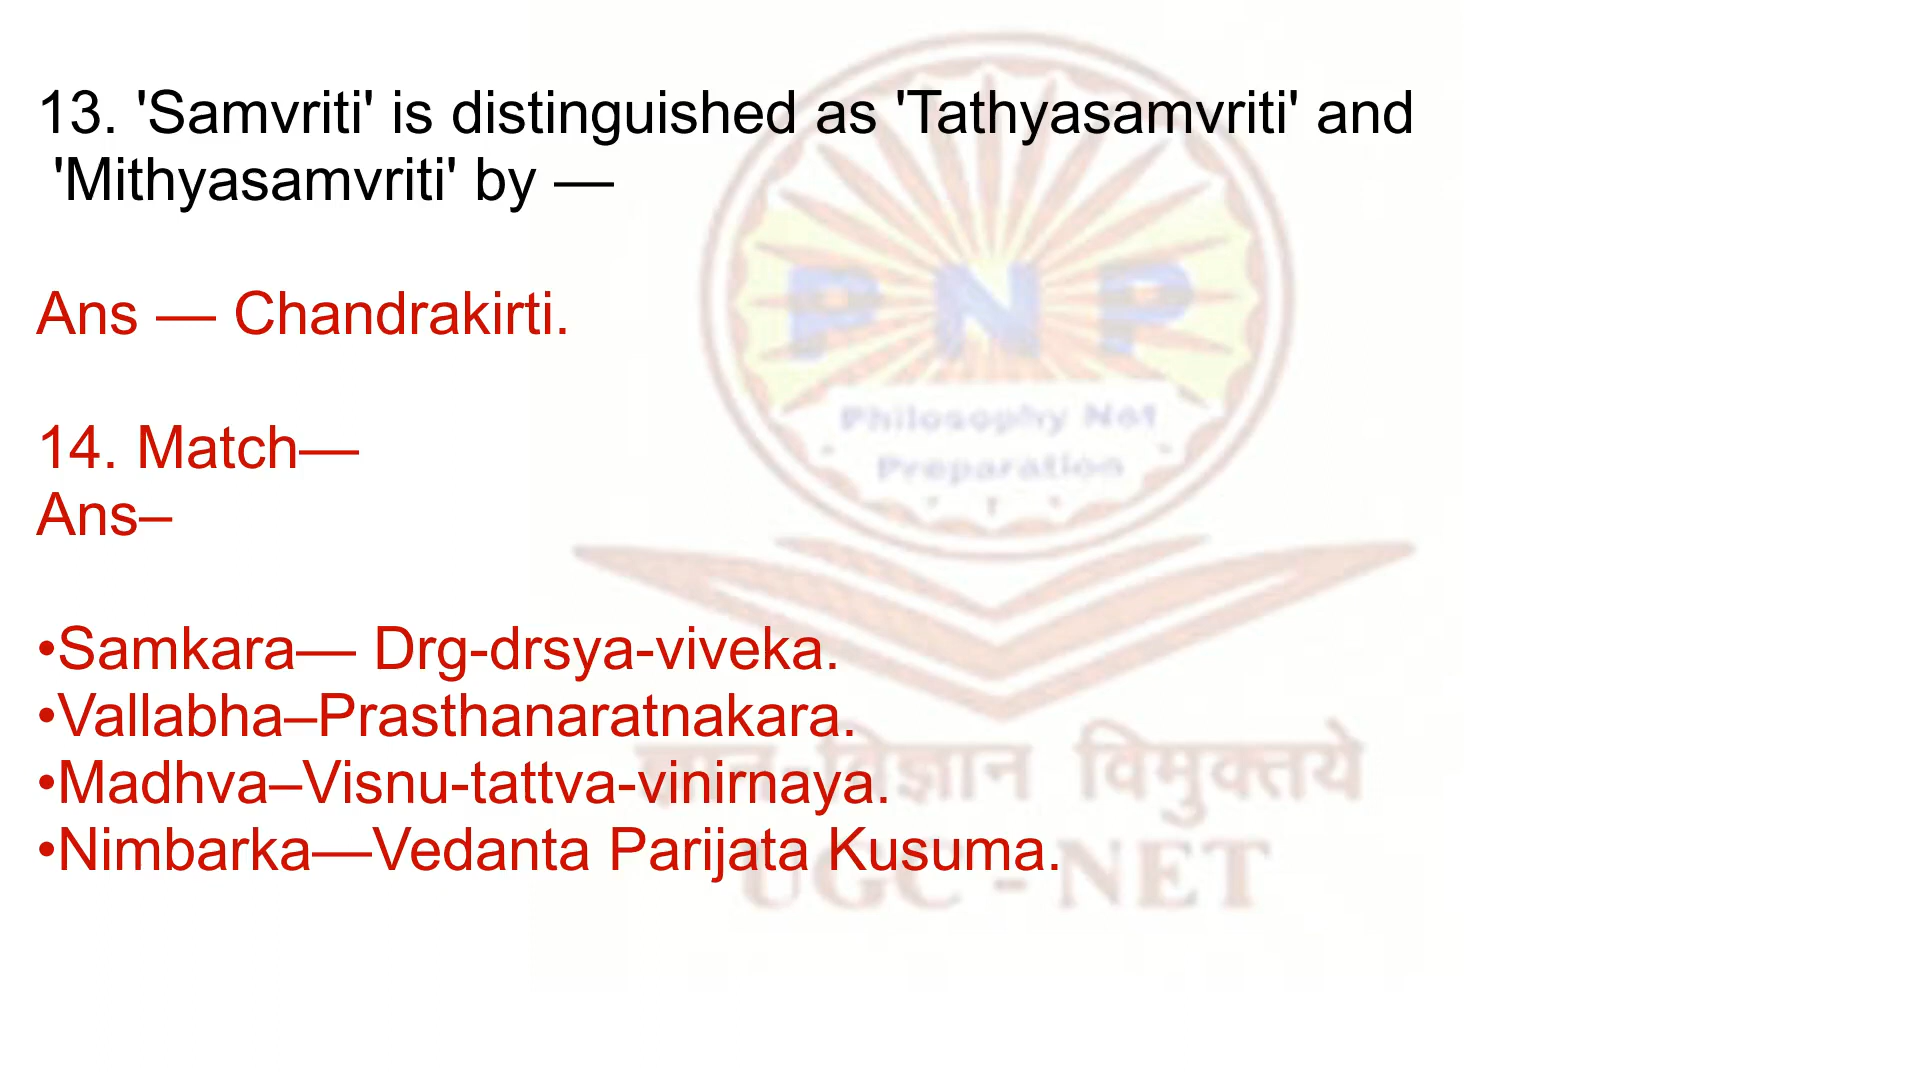 13. 'Samvriti' is distinguished as 'Tathyasamvriti' and
'Mithyasamvriti' by —
Ans — Chandrakirti.
14. Match—
Ans–
•Samkara— Drg-drsya-viveka.
•Vallabha–Prasthanaratnakara.
•Madhva–Visnu-tattva-vinirnaya.
•Nimbarka—Vedanta Parijata Kusuma.
PNP
Philosophy Net
Preparation
ज्ञान-विज्ञान विमुक्तये
UGC - NET